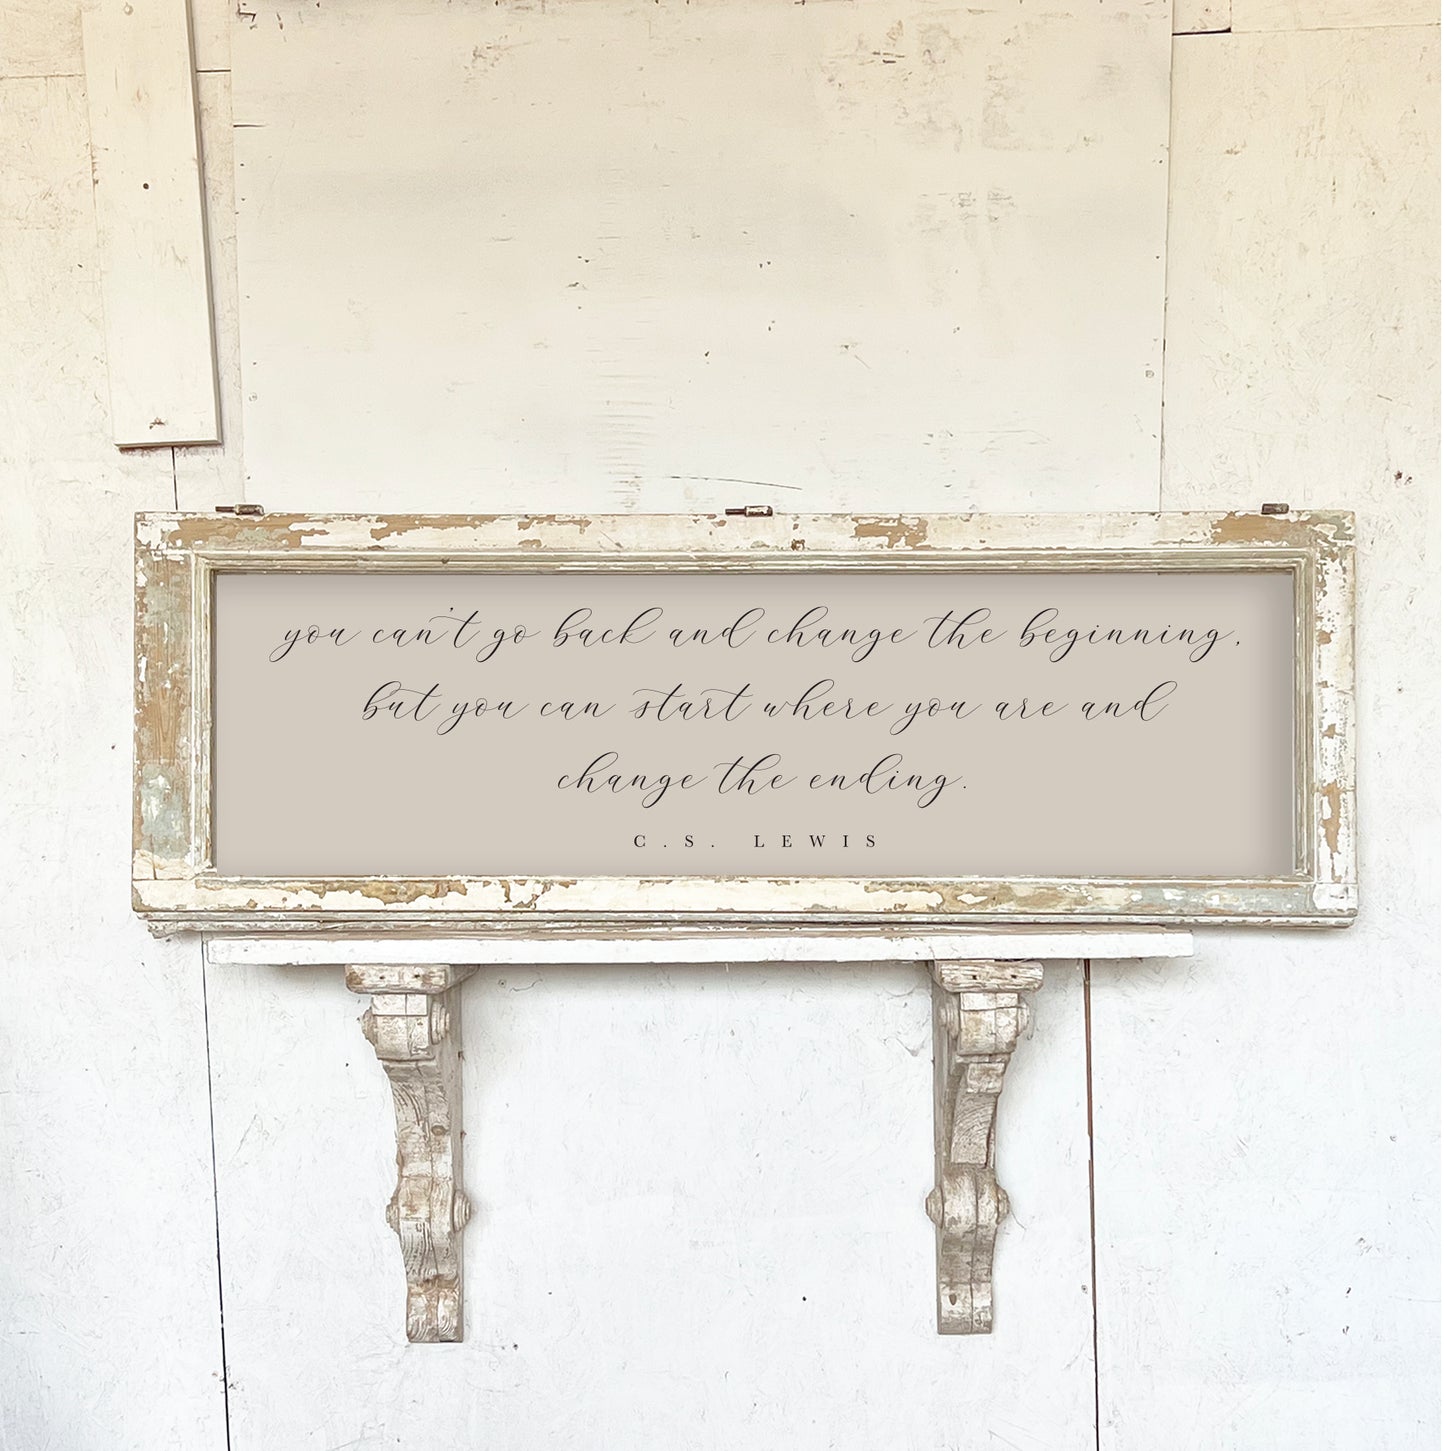 you can't go back and change the beginning,
but you can start where you are and
change the ending.
C.S. LEWIS